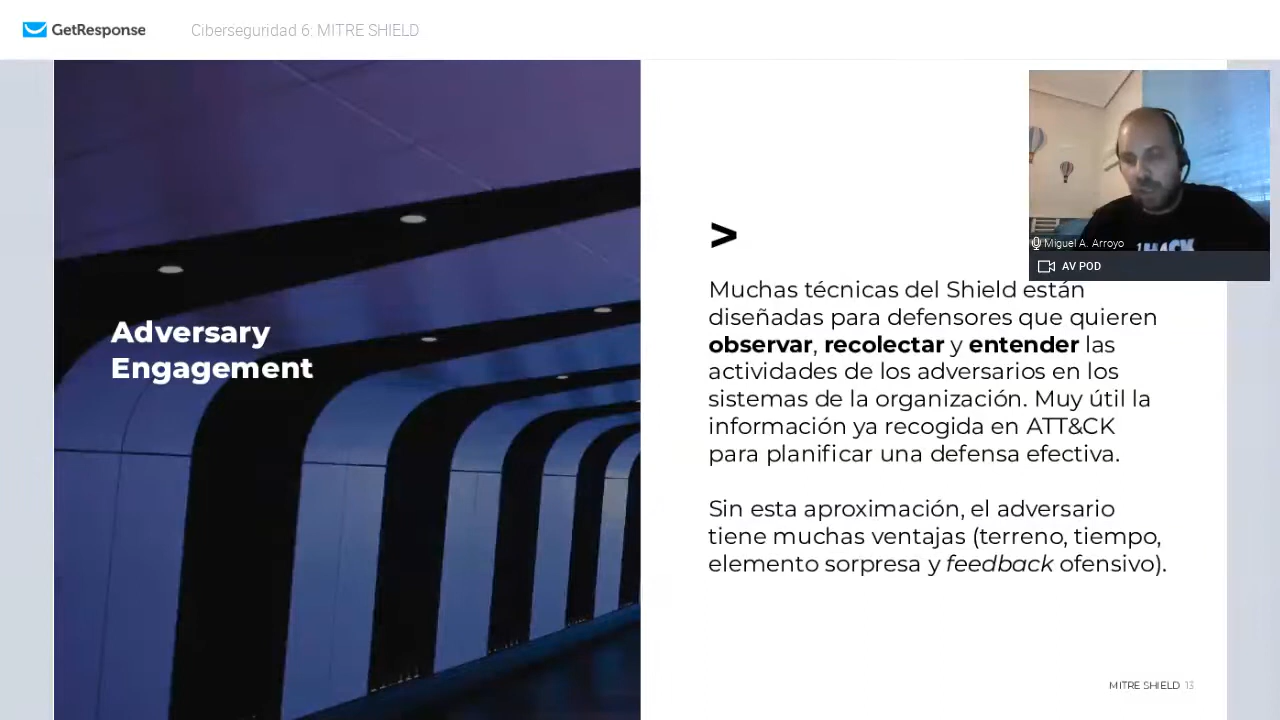 GetResponse
Ciberseguridad 6: MITRE SHIELD
Adversary
Engagement
>
Muchas técnicas del Shield están
diseñadas para defensores que quieren
observar, recolectar y entender las
actividades de los adversarios en los
sistemas de la organización. Muy útil la
información ya recogida en ATT&CK
para planificar una defensa efectiva.
Sin esta aproximación, el adversario
tiene muchas ventajas (terreno, tiempo,
elemento sorpresa y feedback ofensivo).
Miguel A. Arroyo
AV POD
MITRE SHIELD 13